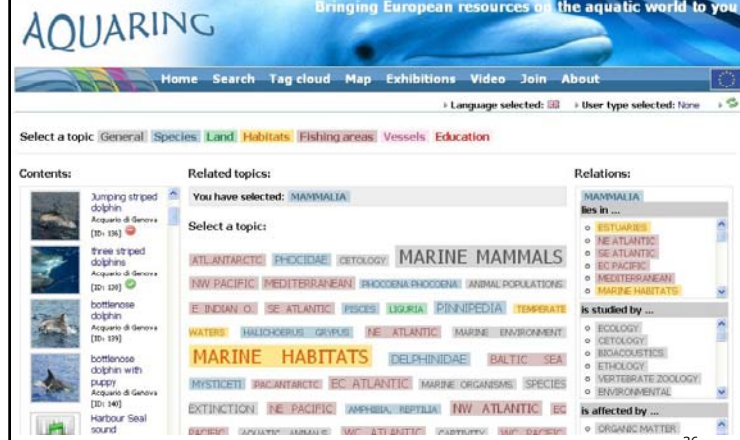 AQUARING
Bringing European resources on the aquatic world to you
Home Search Tag cloud Map Exhibitions Video Join About
Language selected: User type selected: None
Select a topic General Species Land Habitats Fishing areas Vessels Education
Contents:
Jumping striped
dolphin
Acquario di Genova
[ID: 136]
three striped
dolphins
Acquario di Genova
[ID: 138]
bottlenose
dolphin
Acquario di Genova
[ID: 139]
bottlenose
dolphin with
puppy
Acquario di Genova
[ID: 140]
Harbour Seal
sound
Related topics:
You have selected: MAMMALIA
Select a topic:
ATL.ANTARCTC PHOCIDAE CETOLOGY MARINE MAMMALS
NW PACIFIC MEDITERRANEAN PHOCOENA PHOCOENA ANIMAL POPULATIONS
E INDIAN O. SE ATLANTIC PISCES LIGURIA PINNIPEDIA TEMPERATE
WATERS HALICHOERUS GRYPUS NE ATLANTIC MARINE ENVIRONMENT
MARINE HABITATS DELPHINIDAE BALTIC SEA
MYSTICETI PAC.ANTARCTC EC ATLANTIC MARINE ORGANISMS SPECIES
EXTINCTION NE PACIFIC AMPHIBIA, REPTILIA NW ATLANTIC EC
PACIFIC AQUATIC ANIMALS WC ATLANTIC CAPTIVITY WC PACIFIC
Relations:
MAMMALIA
lies in ...
ESTUARIES
NE ATLANTIC
SE ATLANTIC
EC PACIFIC
MEDITERRANEAN
MARINE HABITATS
is studied by ...
ECOLOGY
CETOLOGY
BIOACOUSTICS
ETHOLOGY
VERTEBRATE ZOOLOGY
ENVIRONMENTAL
is affected by ...
ORGANIC MATTER
26